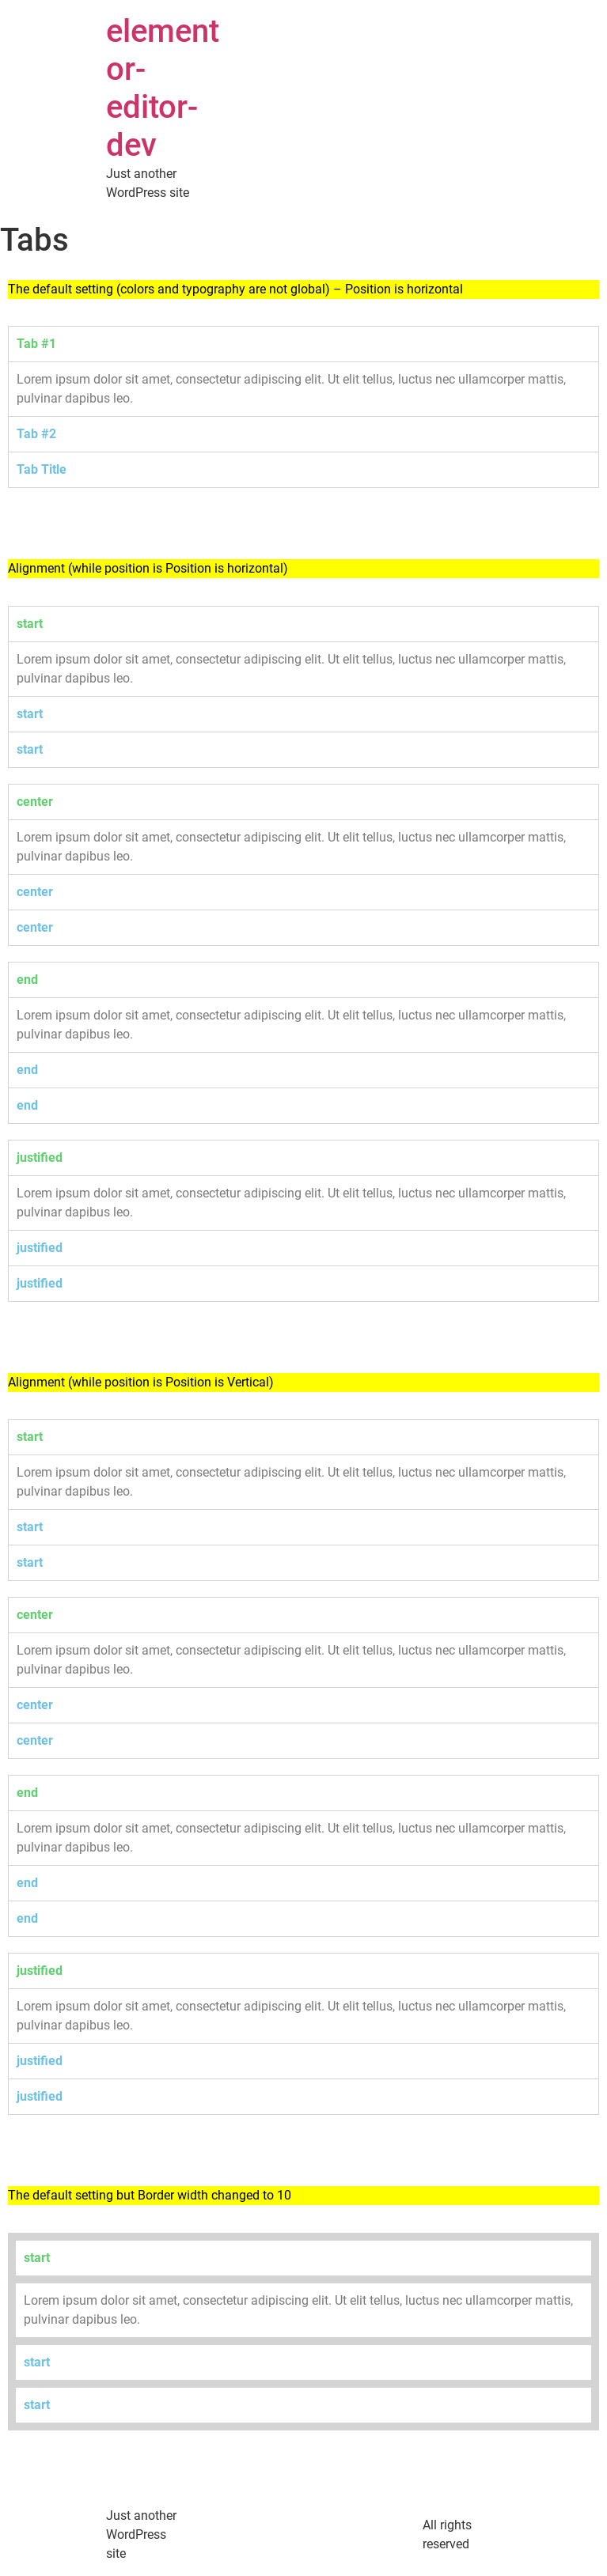 element
or-
editor-
dev
Just another
WordPress site
Tabs
The default setting (colors and typography are not global) – Position is horizontal
Tab #1
Lorem ipsum dolor sit amet, consectetur adipiscing elit. Ut elit tellus, luctus nec ullamcorper mattis,
pulvinar dapibus leo.
Tab #2
Tab Title
Alignment (while position is Position is horizontal)
start
Lorem ipsum dolor sit amet, consectetur adipiscing elit. Ut elit tellus, luctus nec ullamcorper mattis,
pulvinar dapibus leo.
start
start
center
Lorem ipsum dolor sit amet, consectetur adipiscing elit. Ut elit tellus, luctus nec ullamcorper mattis,
pulvinar dapibus leo.
center
center
end
Lorem ipsum dolor sit amet, consectetur adipiscing elit. Ut elit tellus, luctus nec ullamcorper mattis,
pulvinar dapibus leo.
end
end
justified
Lorem ipsum dolor sit amet, consectetur adipiscing elit. Ut elit tellus, luctus nec ullamcorper mattis,
pulvinar dapibus leo.
justified
justified
Alignment (while position is Position is Vertical)
start
Lorem ipsum dolor sit amet, consectetur adipiscing elit. Ut elit tellus, luctus nec ullamcorper mattis,
pulvinar dapibus leo.
start
start
center
Lorem ipsum dolor sit amet, consectetur adipiscing elit. Ut elit tellus, luctus nec ullamcorper mattis,
pulvinar dapibus leo.
center
center
end
Lorem ipsum dolor sit amet, consectetur adipiscing elit. Ut elit tellus, luctus nec ullamcorper mattis,
pulvinar dapibus leo.
end
end
justified
Lorem ipsum dolor sit amet, consectetur adipiscing elit. Ut elit tellus, luctus nec ullamcorper mattis,
pulvinar dapibus leo.
justified
justified
The default setting but Border width changed to 10
start
Lorem ipsum dolor sit amet, consectetur adipiscing elit. Ut elit tellus, luctus nec ullamcorper mattis,
pulvinar dapibus leo.
start
start
Just another
WordPress
site
All rights
reserved